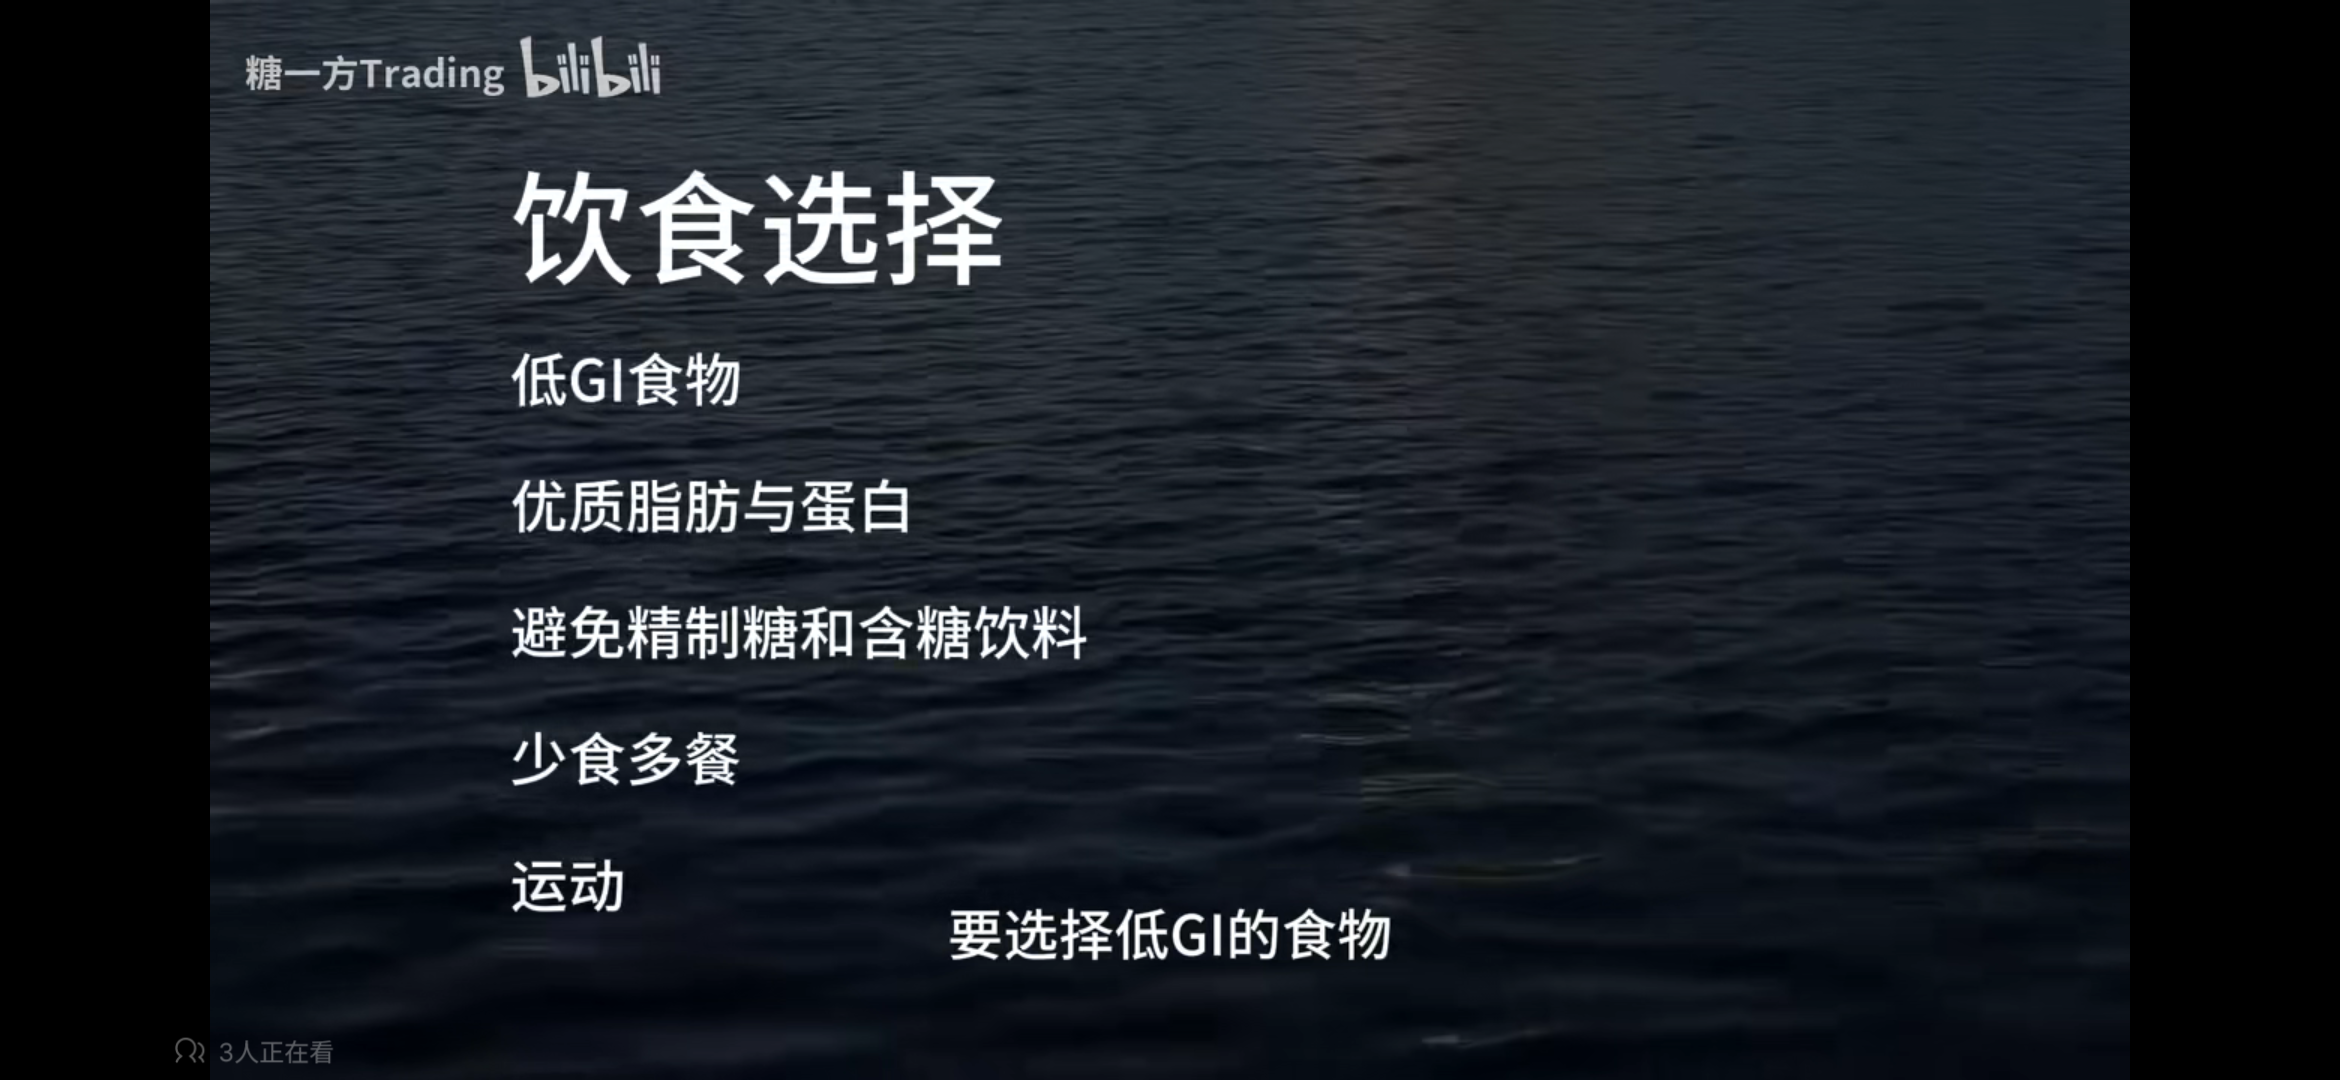 糖一方Trading bilibili
饮食选择
低GI食物
优质脂肪与蛋白
避免精制糖和含糖饮料
少食多餐
运动
要选择低GI的食物
3人正在看